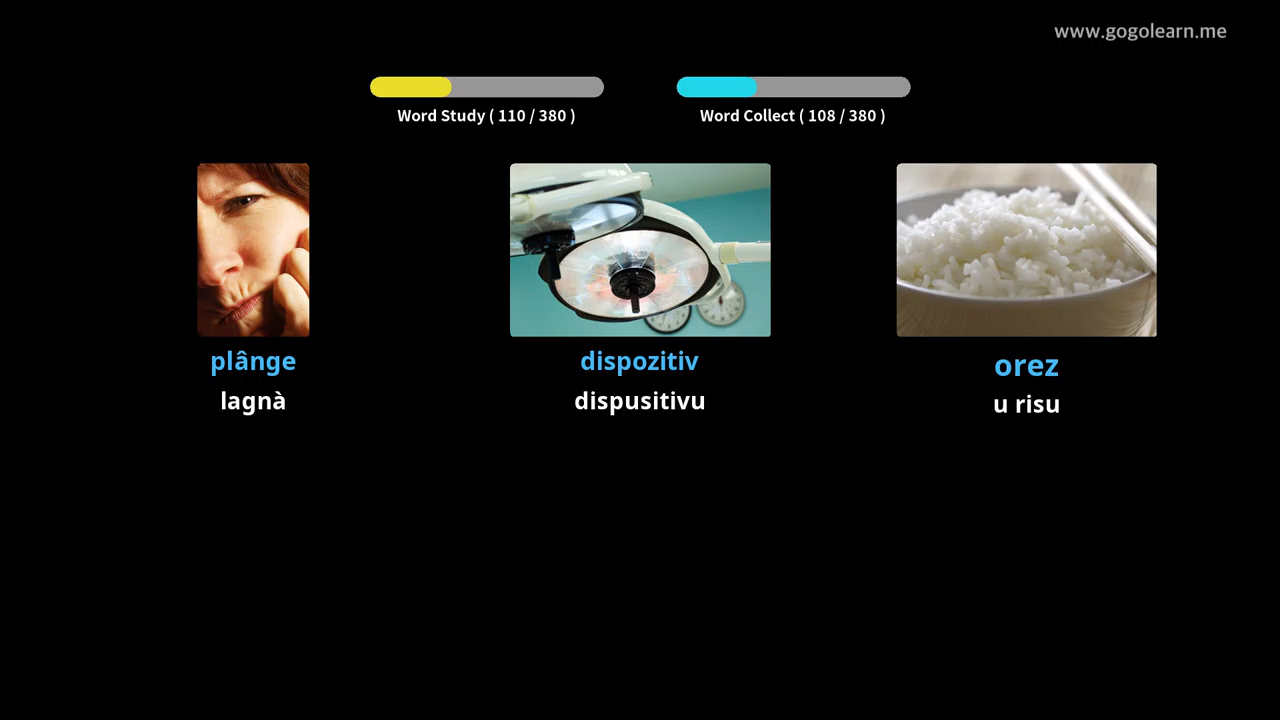 www.gogolearn.me
Word Study ( 110 / 380 )
Word Collect ( 108 / 380 )
plânge
lagnà
dispozitiv
dispusitivu
orez
u risu